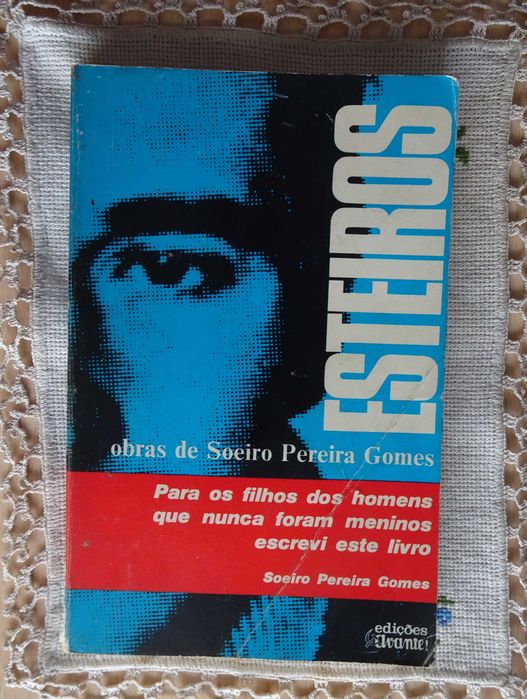 ESTEIROS
obras de Soeiro Pereira Gomes
Para os filhos dos homens
que nunca foram meninos
escrevi este livro
Soeiro Pereira Gomes
edições
Avante!